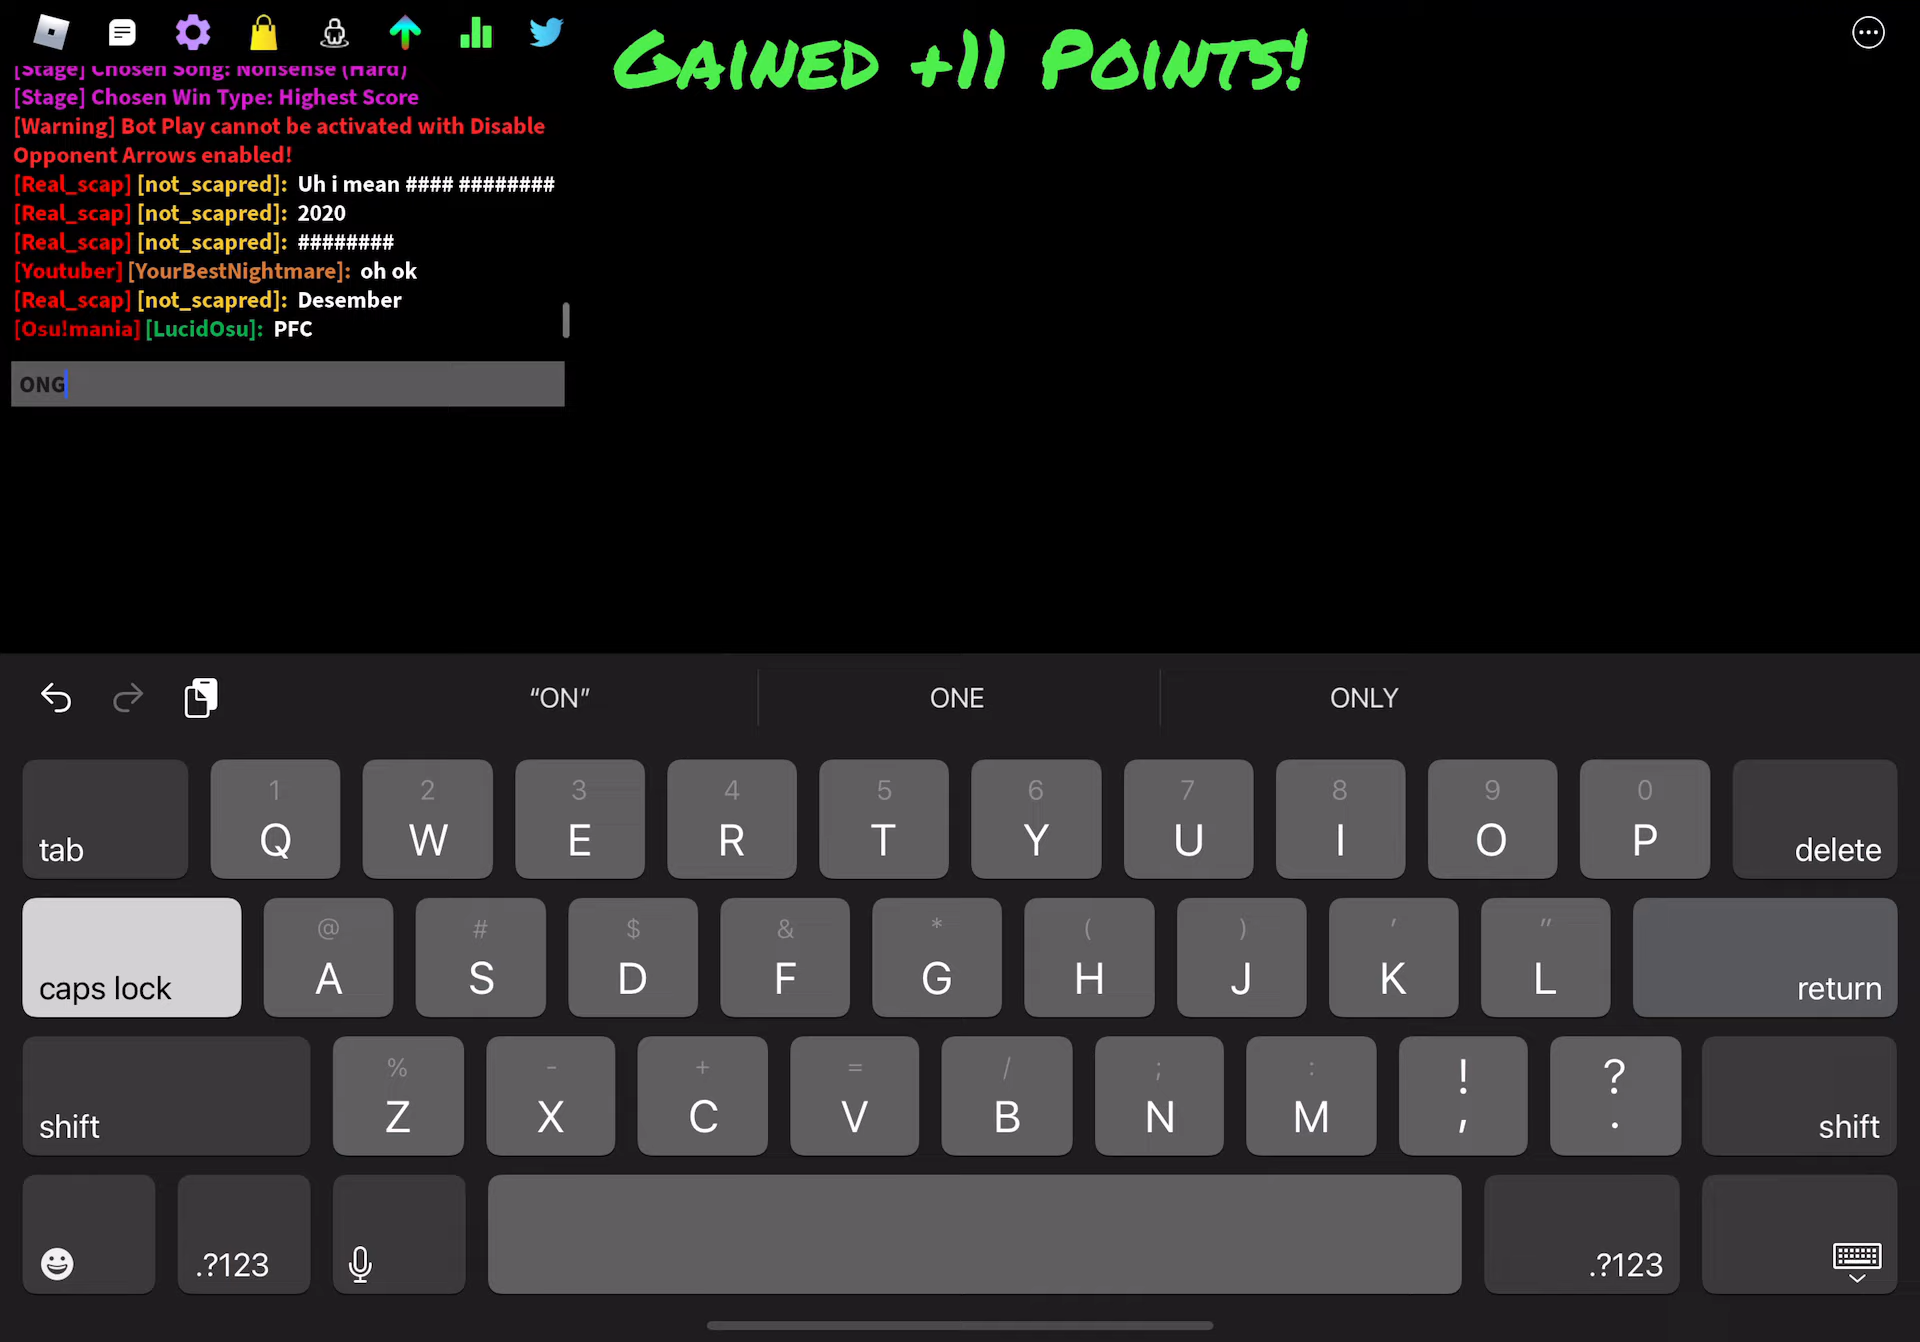 GAINED +11 POINTS!
[Stage] Chosen Song: Nonsense (Hard)
[Stage] Chosen Win Type: Highest Score
[Warning] Bot Play cannot be activated with Disable
Opponent Arrows enabled!
[Real_scap] [not_scapred]: Uh i mean #### ########
[Real_scap] [not_scapred]: 2020
[Real_scap] [not_scapred]: ########
[Youtuber] [YourBestNightmare]: oh ok
[Real_scap] [not_scapred]: Desember
[Osu!mania] [LucidOsu]: PFC
ONG
“ON” ONE ONLY
1 2 3 4 5 6 7 8 9 0
tab Q W E R T Y U I O P delete
@ # $ & * ( ) ' "
caps lock A S D F G H J K L return
% - + = / ; : ! ?
shift Z X C V B N M , . shift
.?123 .?123